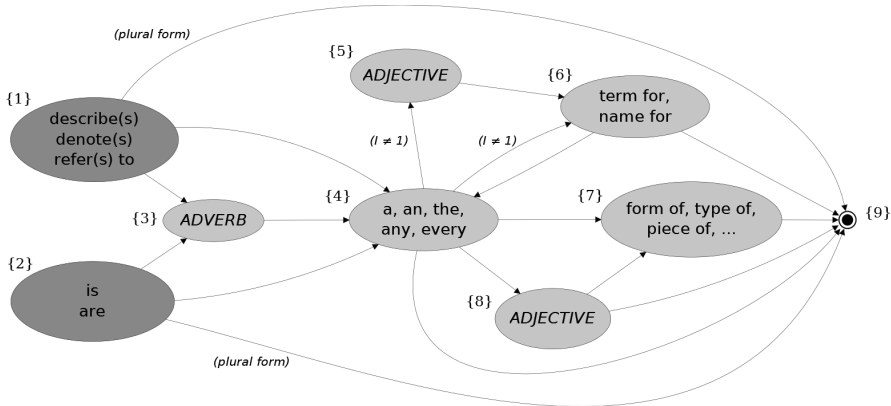 (plural form)
{1}
describe(s)
denote(s)
refer(s) to
{2}
is
are
{3}
ADVERB
{4}
a, an, the,
any, every
{5}
ADJECTIVE
(I ≠ 1)
(I ≠ 1)
{6}
term for,
name for
{7}
form of, type of,
piece of, ...
{8}
ADJECTIVE
{9}
(plural form)